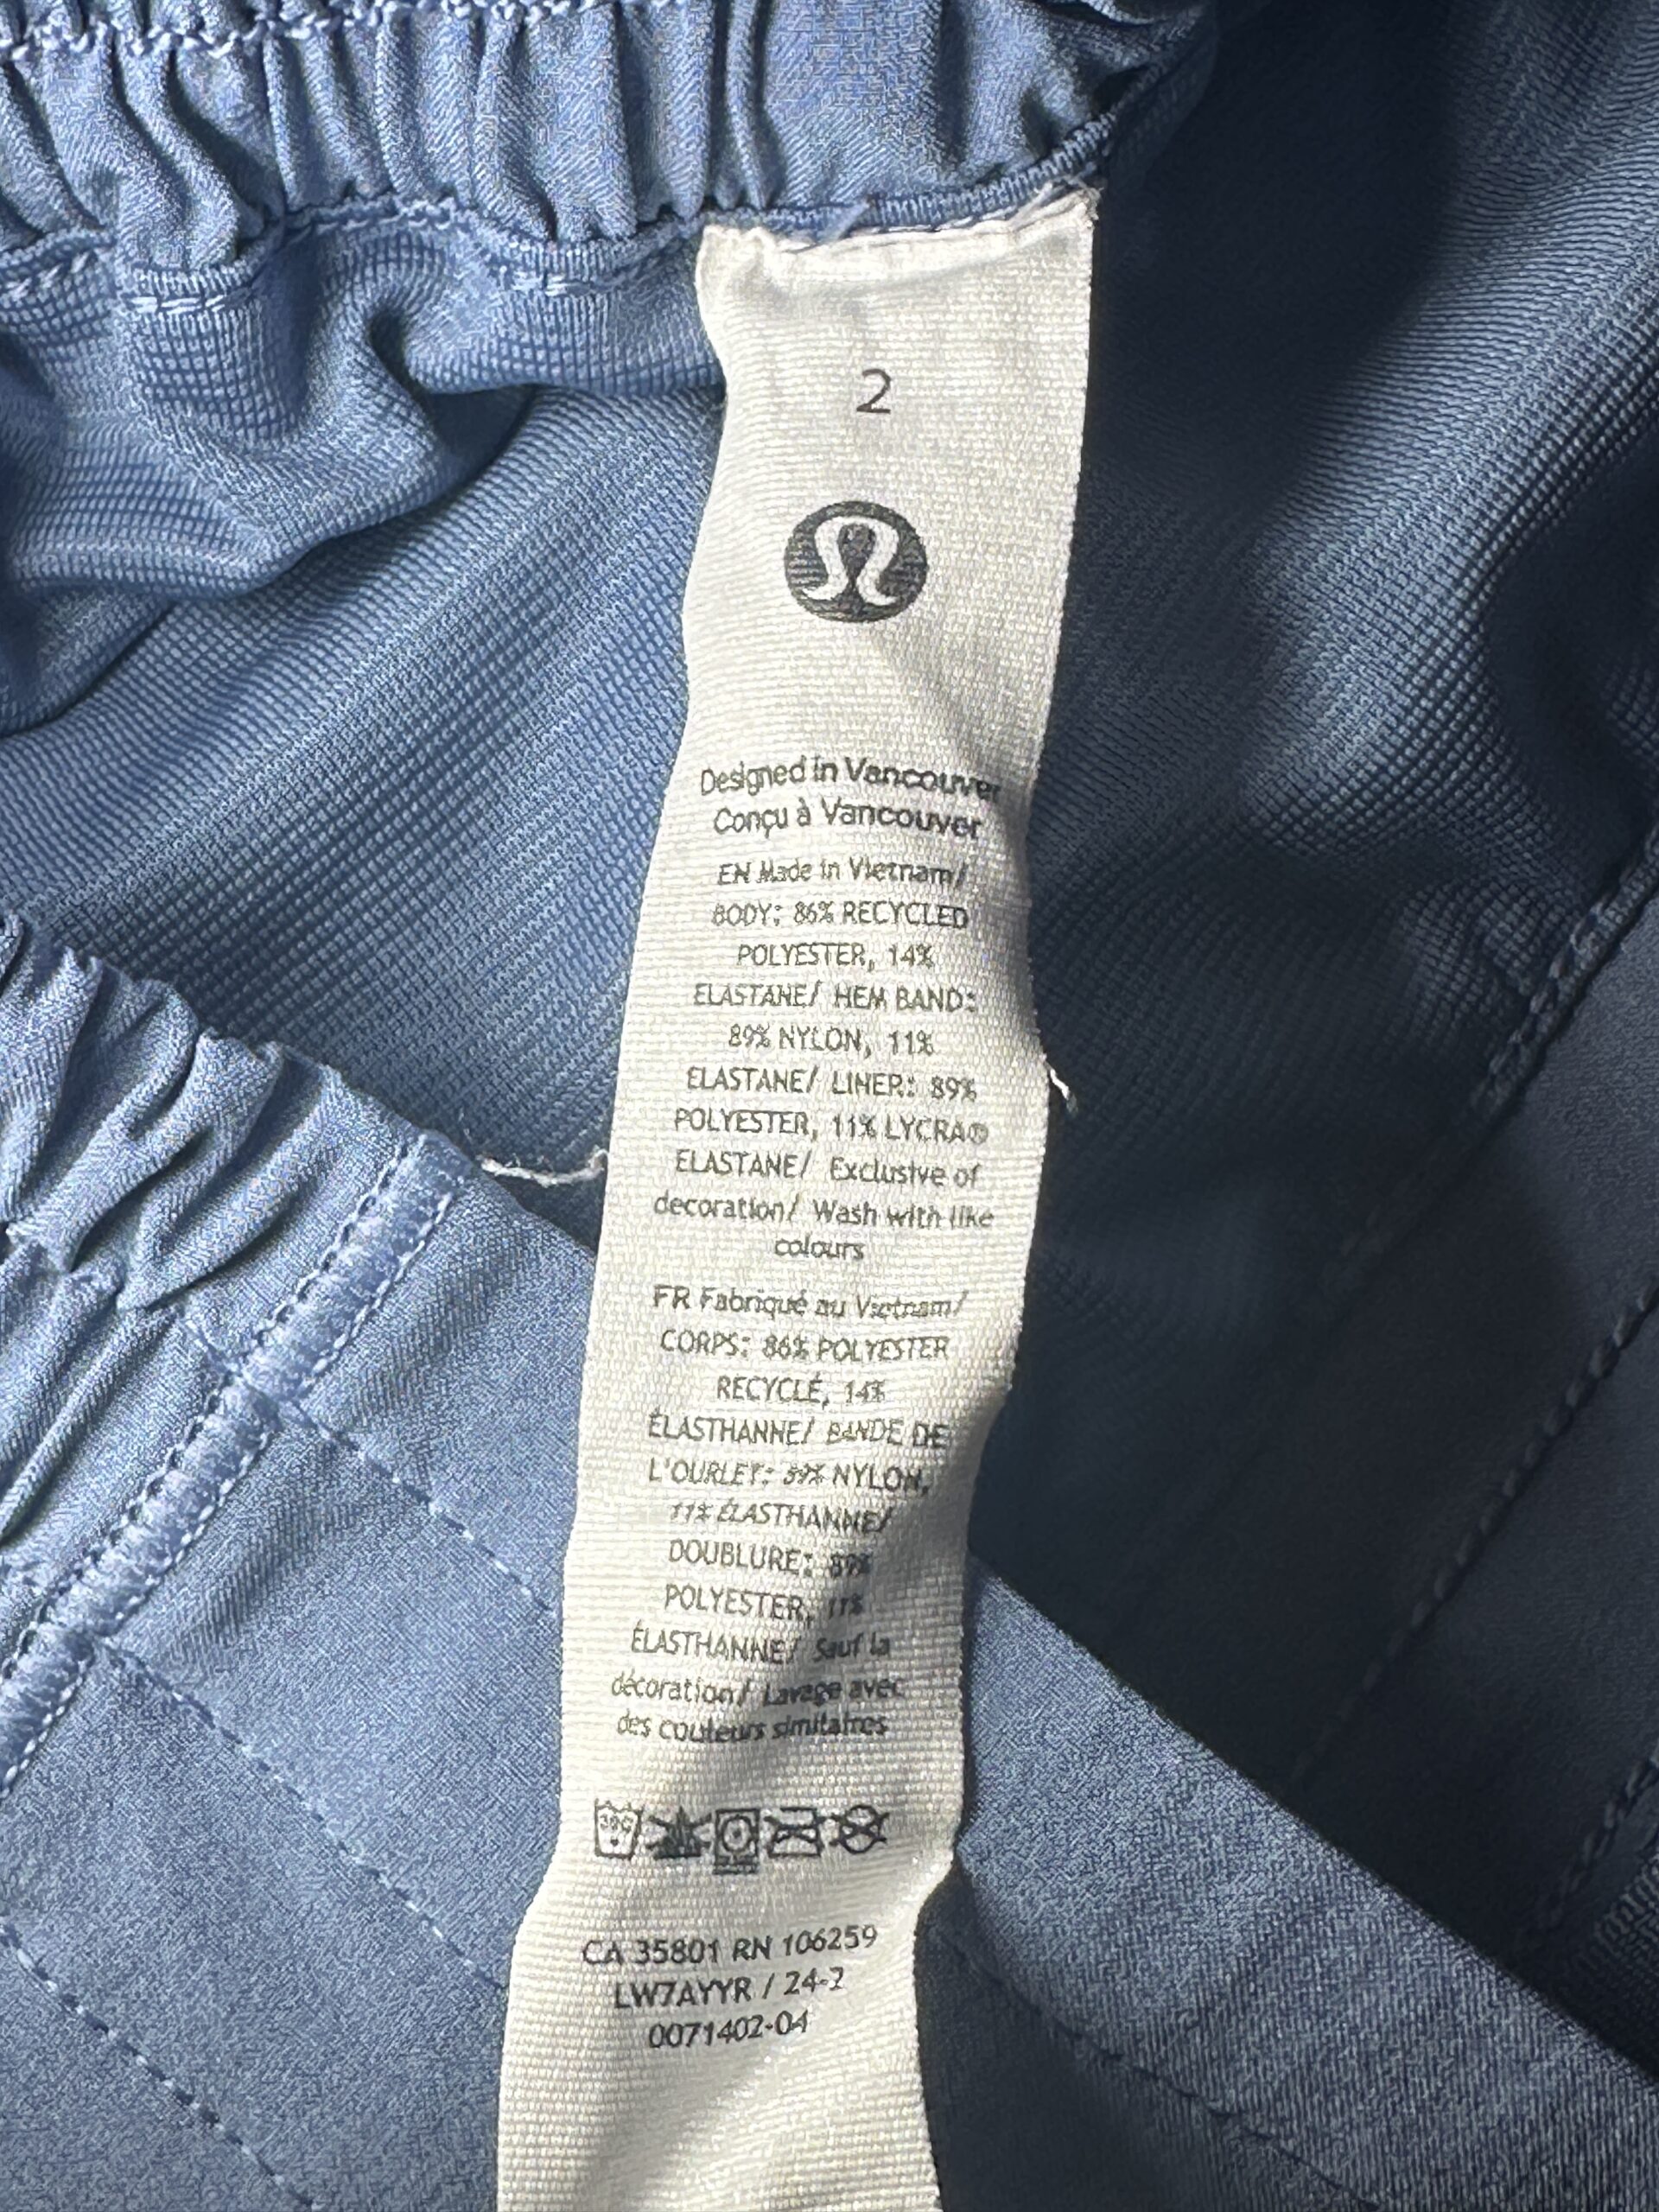 2
Designed in Vancouver
Conçu à Vancouver
EN Made in Vietnam/
BODY: 86% RECYCLED
POLYESTER, 14%
ELASTANE/ HEM BAND:
89% NYLON, 11%
ELASTANE/ LINER: 89%
POLYESTER, 11% LYCRA®
ELASTANE/ Exclusive of
decoration/ Wash with like
colours
FR Fabriqué au Vietnam/
CORPS: 86% POLYESTER
RECYCLÉ, 14%
ÉLASTHANNE/ BANDE DE
L'OURLET: 89% NYLON,
11% ÉLASTHANNE/
DOUBLURE: 89%
POLYESTER, 11%
ÉLASTHANNE/ Sauf la
décoration/ Lavage avec
des couleurs similaires
30C
CA 35801 RN 106259
LW7AYYR / 24-2
0071402-04